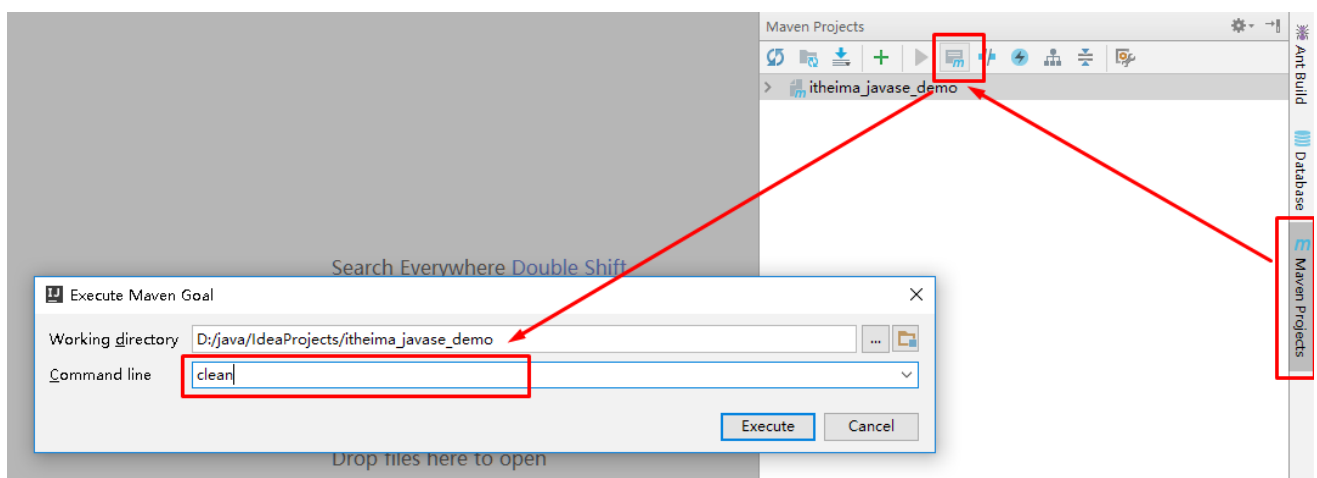 Maven Projects
itheima_javase_demo
Ant Build
Database
m Maven Projects
Search Everywhere Double Shift
Execute Maven Goal
Working directory D:/java/IdeaProjects/itheima_javase_demo ...
Command line clean
Execute Cancel
Drop files here to open